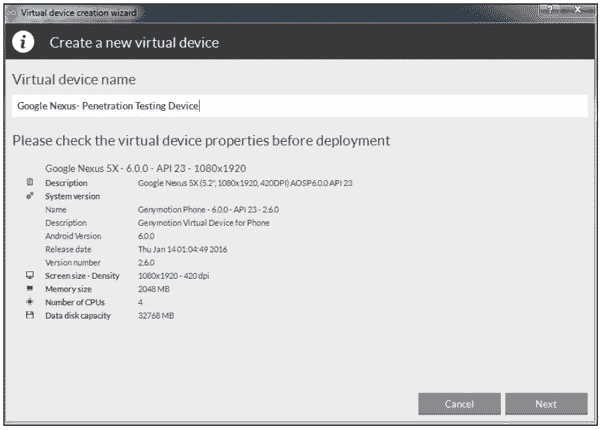 Virtual device creation wizard
Create a new virtual device
Virtual device name
Google Nexus- Penetration Testing Device
Please check the virtual device properties before deployment
Google Nexus 5X - 6.0.0 - API 23 - 1080x1920
Description Google Nexus 5X (5.2", 1080x1920, 420DPI) AOSP6.0.0 API 23
System version
Name Genymotion Phone - 6.0.0 - API 23 - 2.6.0
Description Genymotion Virtual Device for Phone
Android Version 6.0.0
Release date Thu Jan 14 01:04:49 2016
Version number 2.6.0
Screen size - Density 1080x1920 - 420 dpi
Memory size 2048 MB
Number of CPUs 4
Data disk capacity 32768 MB
Cancel Next